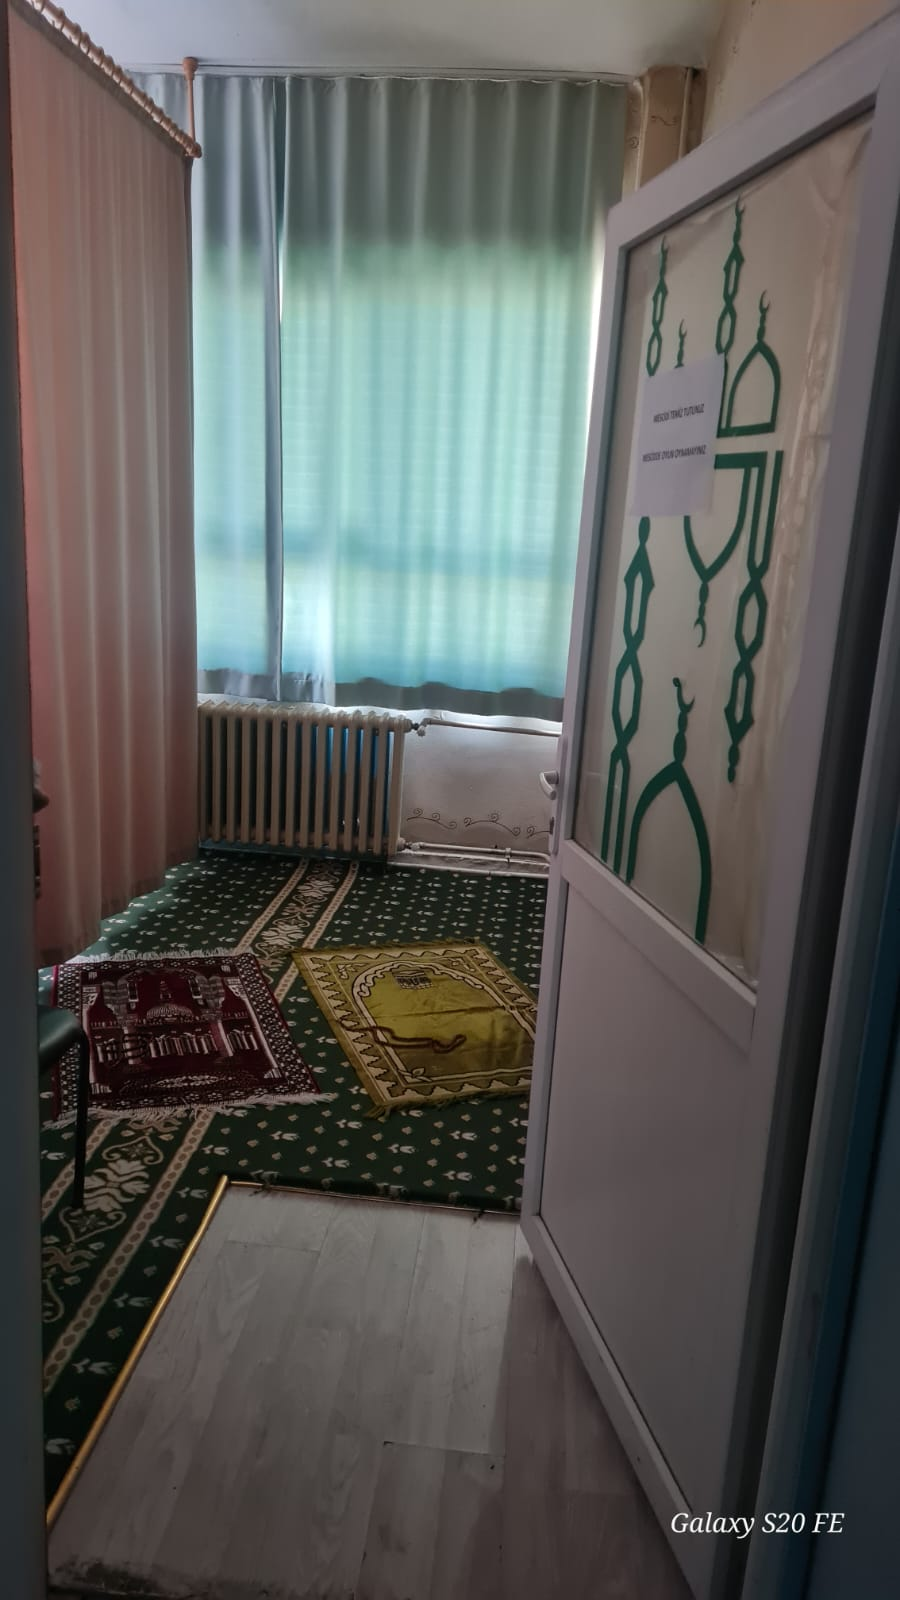 MESCİDİ TEMİZ TUTUNUZ
MESCİDDE OYUN OYNAMAYINIZ
Galaxy S20 FE